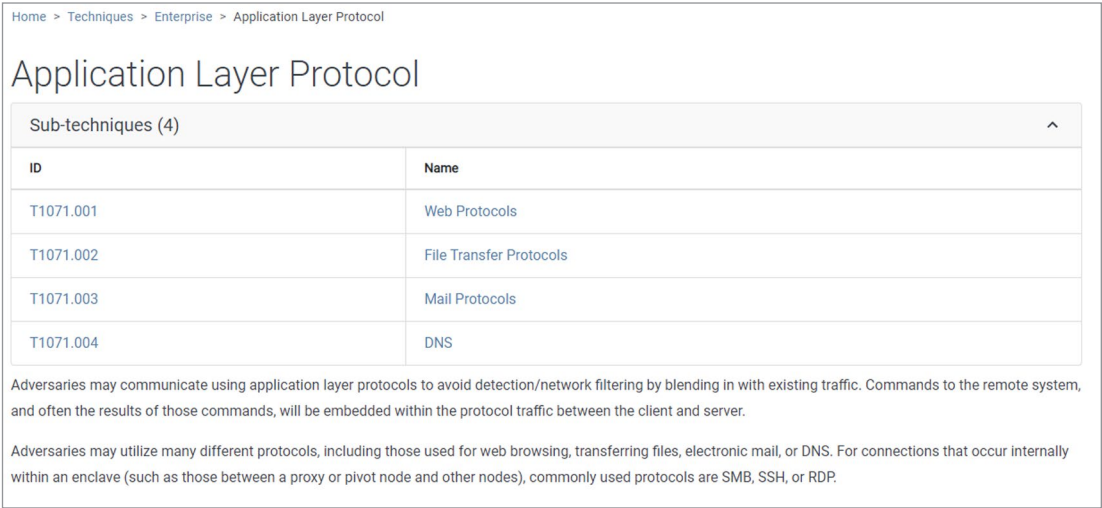 Home > Techniques > Enterprise > Application Layer Protocol
Application Layer Protocol
Sub-techniques (4)
ID Name
T1071.001 Web Protocols
T1071.002 File Transfer Protocols
T1071.003 Mail Protocols
T1071.004 DNS
Adversaries may communicate using application layer protocols to avoid detection/network filtering by blending in with existing traffic. Commands to the remote system,
and often the results of those commands, will be embedded within the protocol traffic between the client and server.
Adversaries may utilize many different protocols, including those used for web browsing, transferring files, electronic mail, or DNS. For connections that occur internally
within an enclave (such as those between a proxy or pivot node and other nodes), commonly used protocols are SMB, SSH, or RDP.